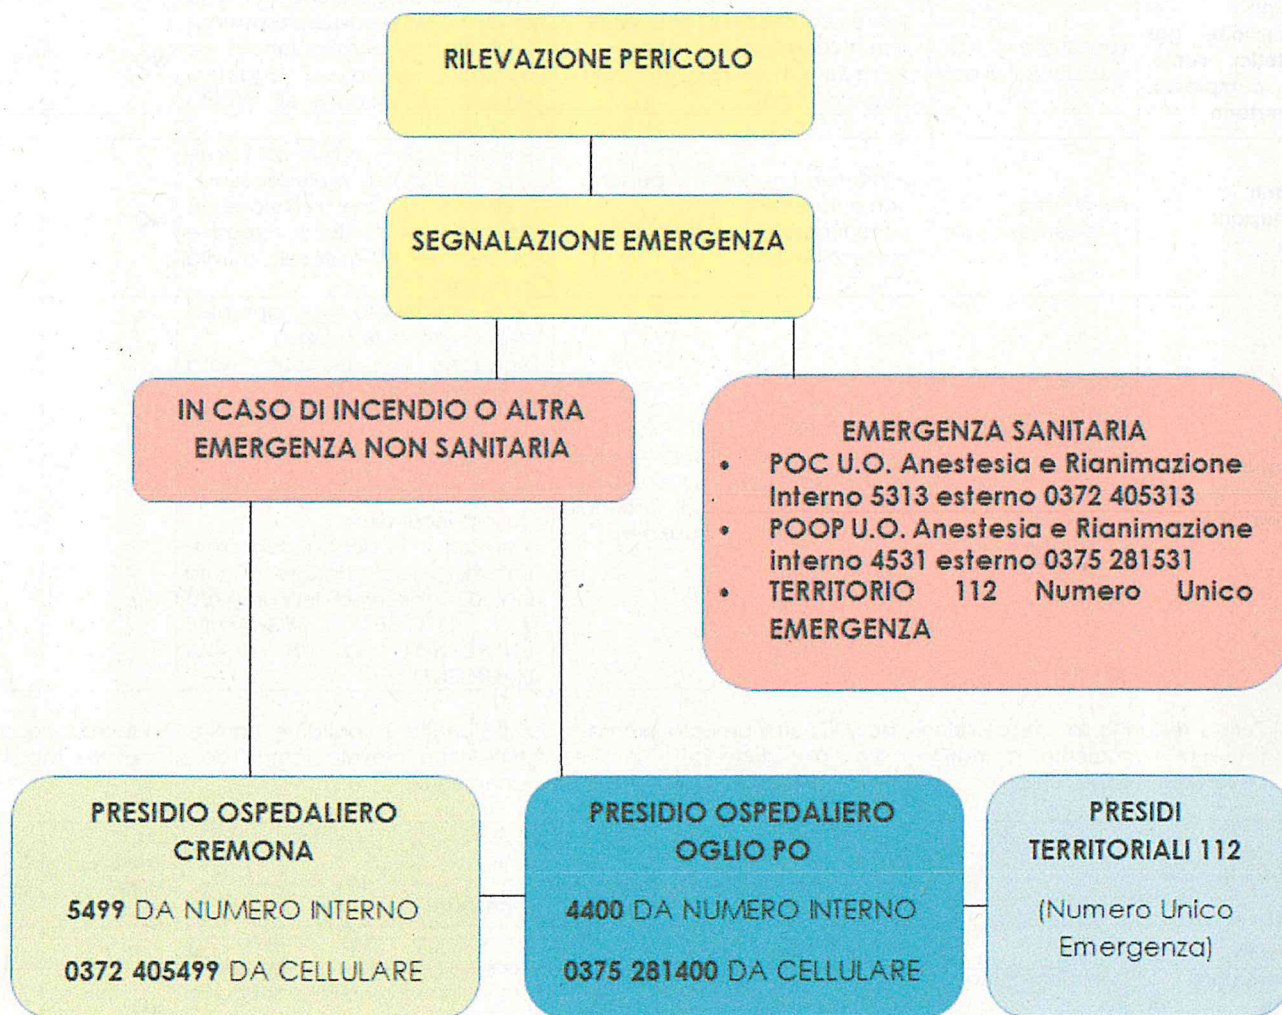 RILEVAZIONE PERICOLO
SEGNALAZIONE EMERGENZA
IN CASO DI INCENDIO O ALTRA
EMERGENZA NON SANITARIA
EMERGENZA SANITARIA
• POC U.O. Anestesia e Rianimazione
Interno 5313 esterno 0372 405313
• POOP U.O. Anestesia e Rianimazione
interno 4531 esterno 0375 281531
• TERRITORIO 112 Numero Unico
EMERGENZA
PRESIDIO OSPEDALIERO
CREMONA
5499 DA NUMERO INTERNO
0372 405499 DA CELLULARE
PRESIDIO OSPEDALIERO
OGLIO PO
4400 DA NUMERO INTERNO
0375 281400 DA CELLULARE
PRESIDI
TERRITORIALI 112
(Numero Unico
Emergenza)